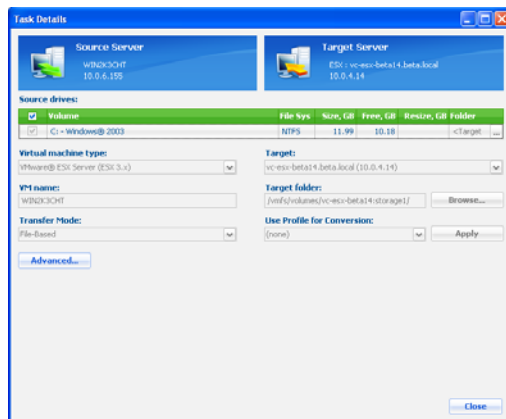 Task Details
Source Server
WIN2K3CHT
10.0.6.155
Target Server
ESX : vc-esx-beta14.beta.local
10.0.4.14
Source drives:
Volume File Sys Size, GB Free, GB Resize, GB Folder
C: - Windows® 2003 NTFS 11.99 10.18 <Target ...
Virtual machine type: Target:
VMware® ESX Server (ESX 3.x) vc-esx-beta14.beta.local (10.0.4.14)
VM name: Target folder:
WIN2K3CHT /vmfs/volumes/vc-esx-beta14:storage1/ Browse...
Transfer Mode: Use Profile for Conversion:
File-Based (none) Apply
Advanced...
Close